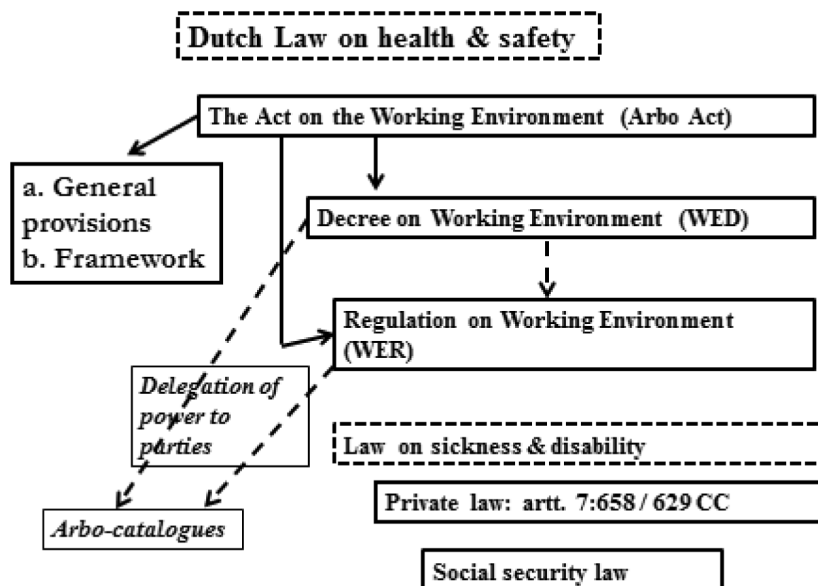 Dutch Law on health & safety
The Act on the Working Environment (Arbo Act)
a. General
provisions
b. Framework
Decree on Working Environment (WED)
Regulation on Working Environment
(WER)
Delegation of
power to
parties
Law on sickness & disability
Private law: artt. 7:658 / 629 CC
Arbo-catalogues
Social security law